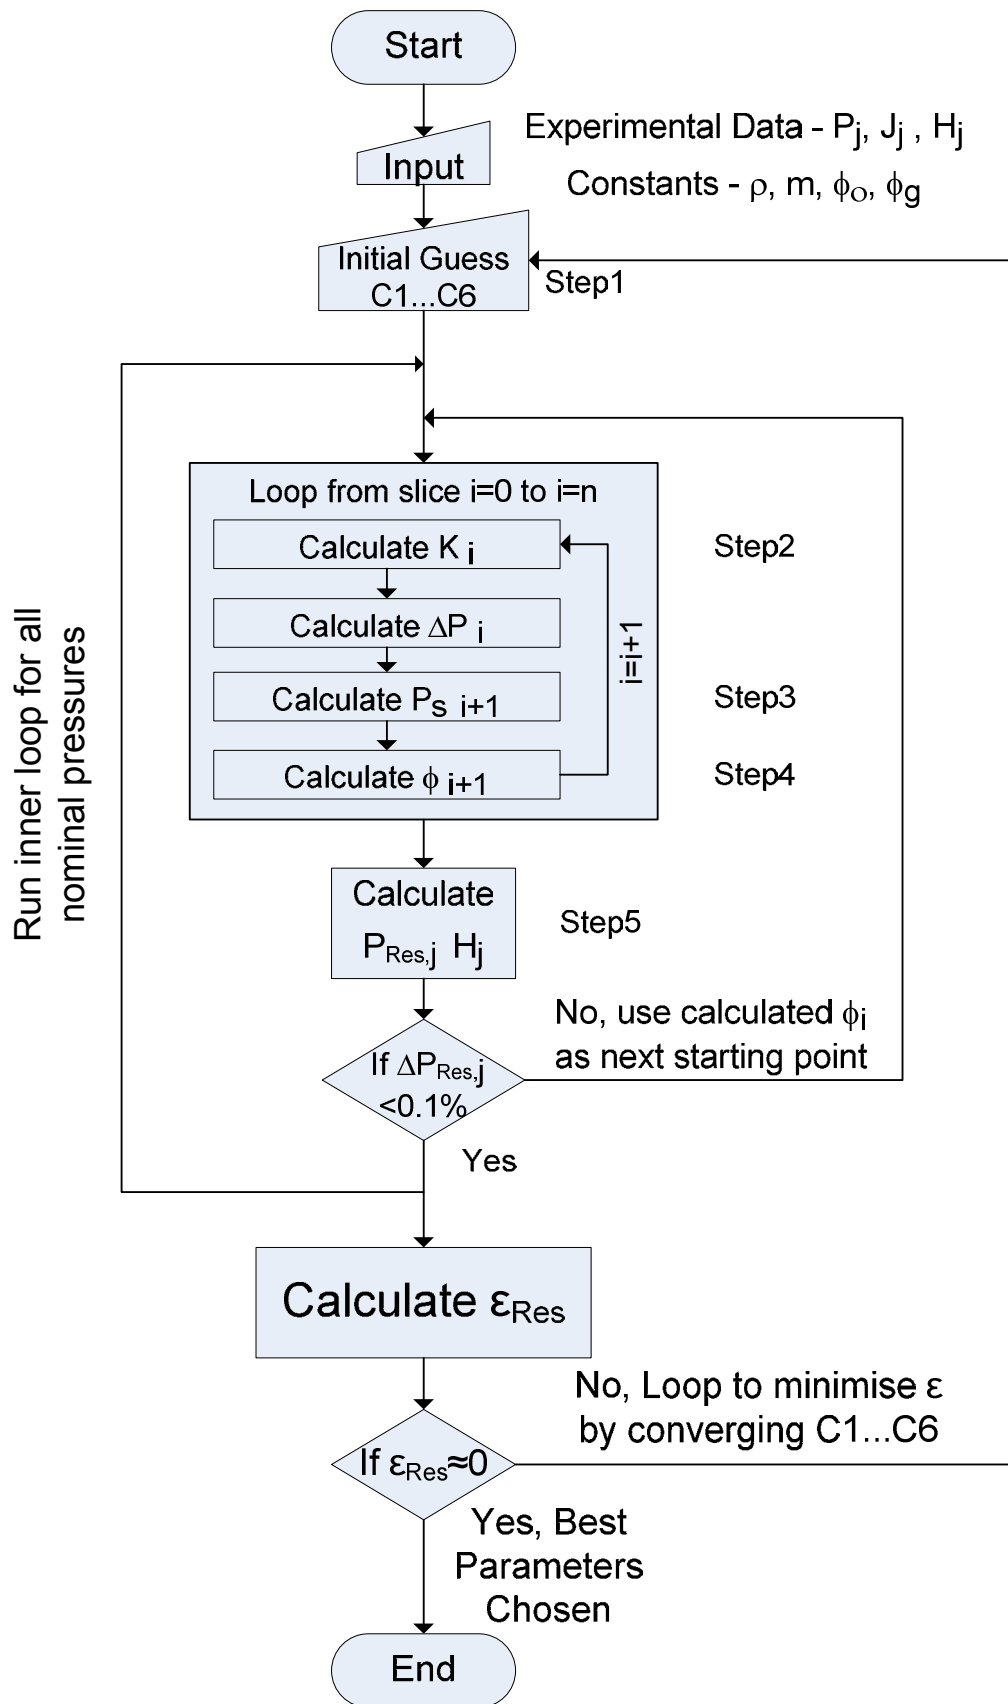 Start
Input
Experimental Data - Pj, Jj , Hj
Constants - ρ, m, ϕo, ϕg
Initial Guess
C1...C6
Step1
Run inner loop for all
nominal pressures
Loop from slice i=0 to i=n
Calculate K i
Step2
Calculate ΔP i
Calculate Ps i+1
Step3
Calculate ϕ i+1
Step4
i=i+1
Calculate
PRes,j Hj
Step5
No, use calculated ϕi
as next starting point
If ΔPRes,j
<0.1%
Yes
Calculate εRes
No, Loop to minimise ε
by converging C1...C6
If εRes≈0
Yes, Best
Parameters
Chosen
End